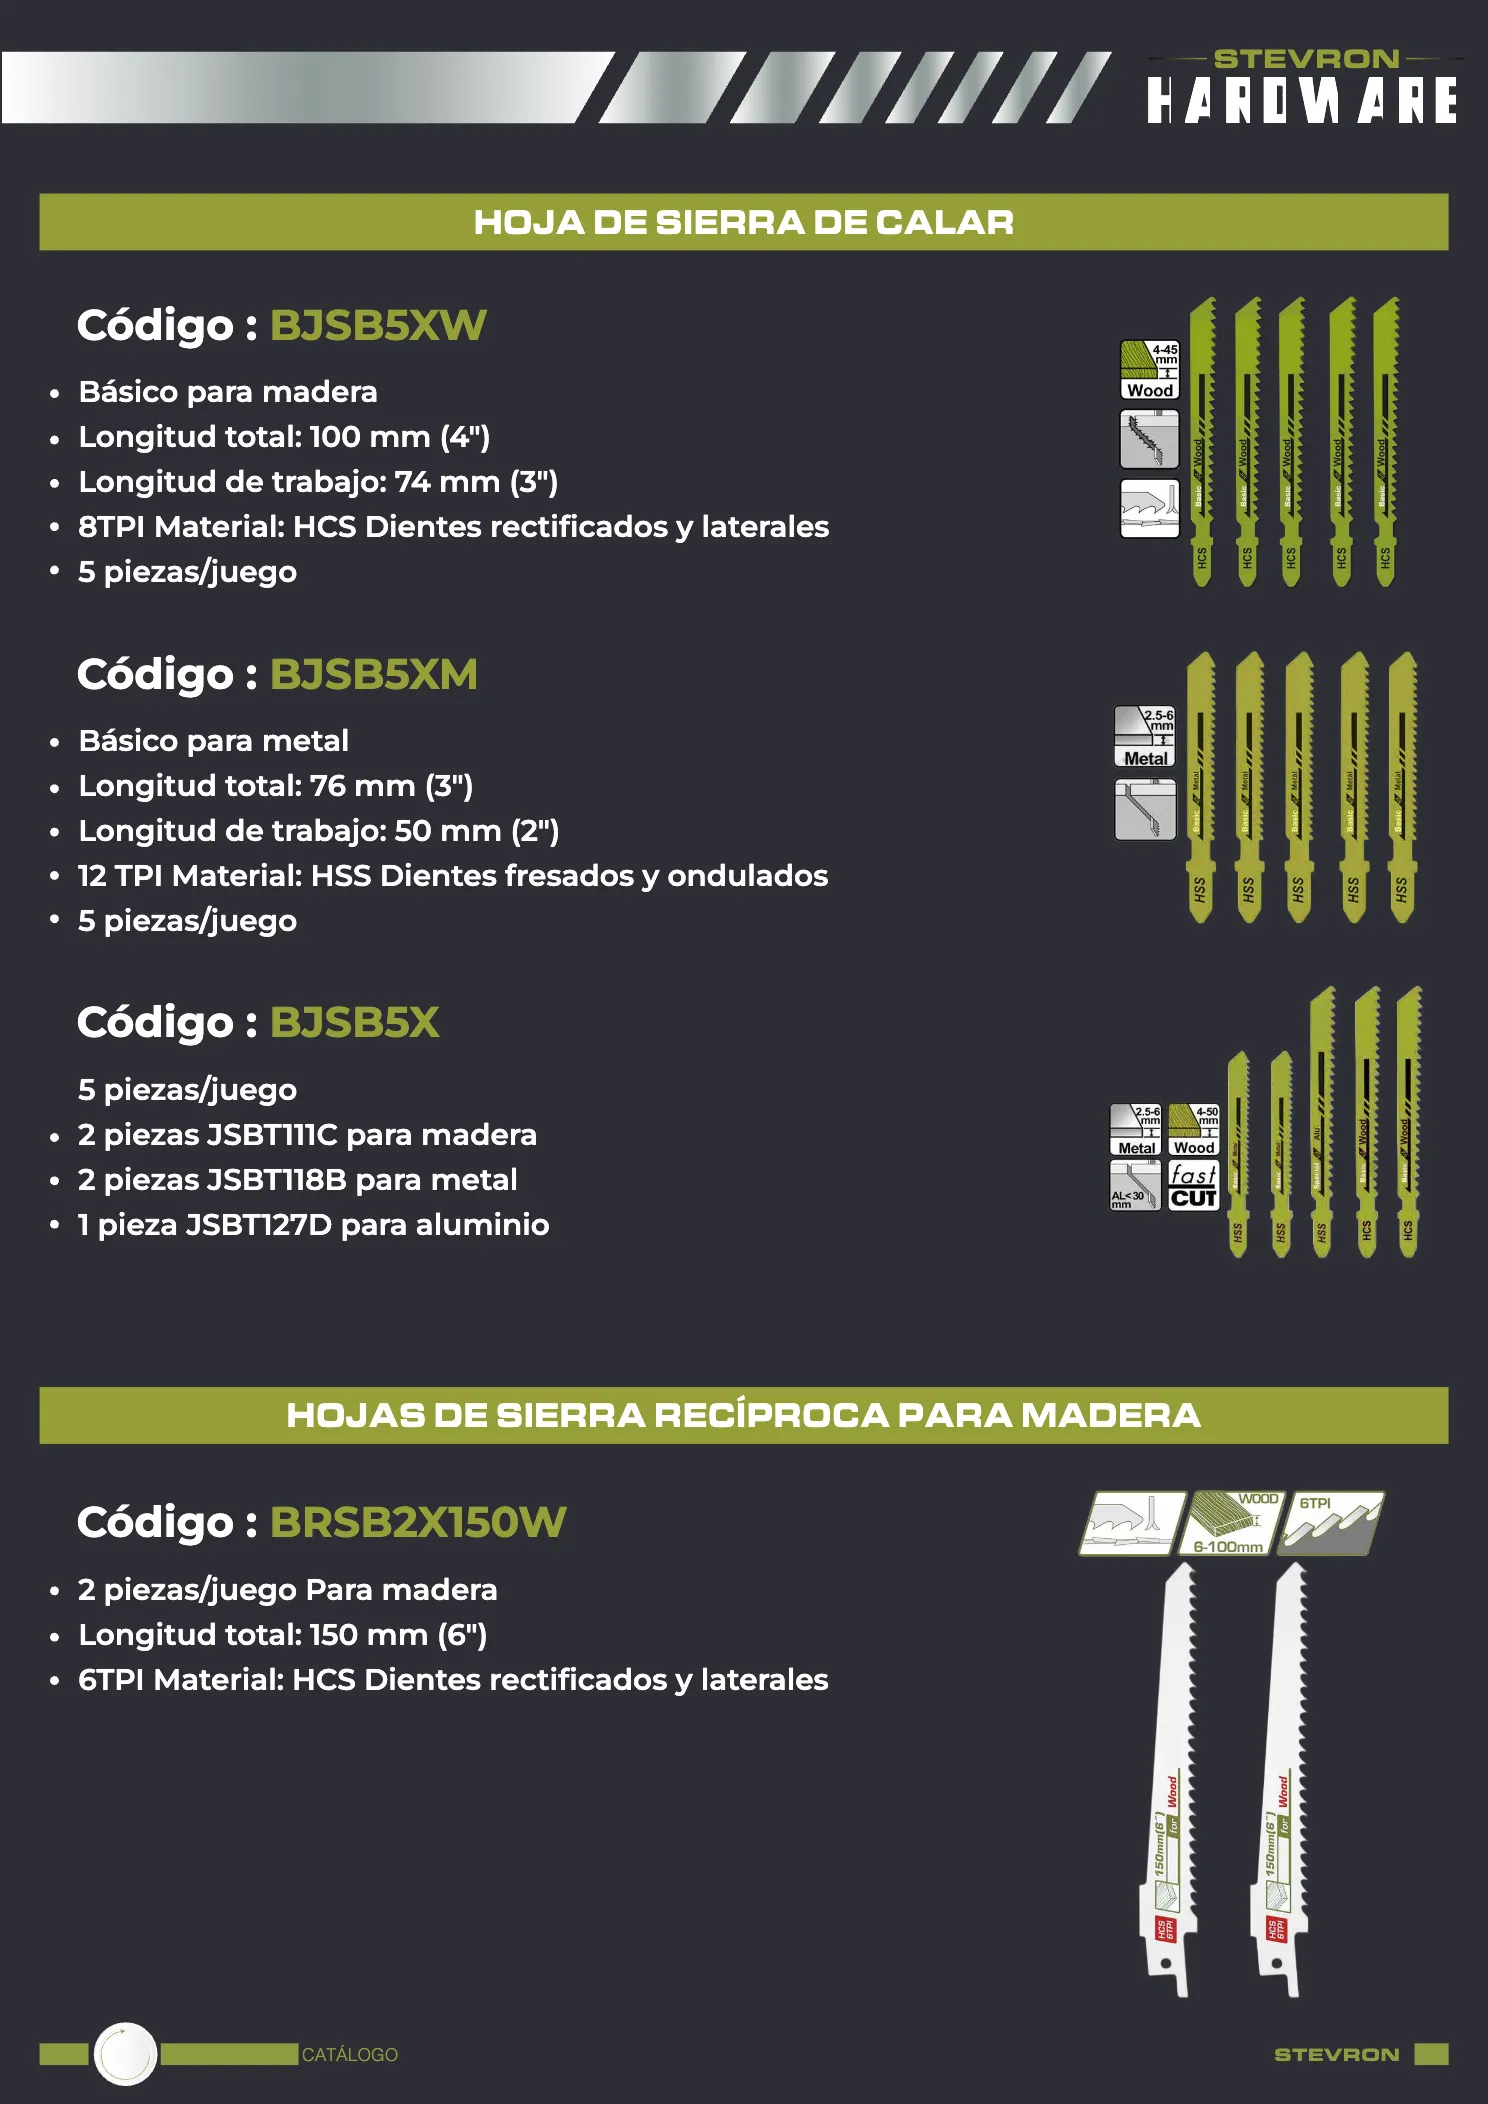 STEVRON
HARDWARE
HOJA DE SIERRA DE CALAR
Código : BJSB5XW
• Básico para madera
• Longitud total: 100 mm (4")
• Longitud de trabajo: 74 mm (3")
• 8TPI Material: HCS Dientes rectificados y laterales
• 5 piezas/juego
4-45
mm
Wood
Basic Wood
HCS
Basic Wood
HCS
Basic Wood
HCS
Basic Wood
HCS
Basic Wood
HCS
Código : BJSB5XM
• Básico para metal
• Longitud total: 76 mm (3")
• Longitud de trabajo: 50 mm (2")
• 12 TPI Material: HSS Dientes fresados y ondulados
• 5 piezas/juego
2.5-6
mm
Metal
Basic Metal
HSS
Basic Metal
HSS
Basic Metal
HSS
Basic Metal
HSS
Basic Metal
HSS
Código : BJSB5X
5 piezas/juego
• 2 piezas JSBT111C para madera
• 2 piezas JSBT118B para metal
• 1 pieza JSBT127D para aluminio
2.5-6
mm
Metal
4-50
mm
Wood
AL<30
mm
fast
CUT
Basic Metal
HSS
Basic Metal
HSS
Special Alu
HSS
Basic Wood
HCS
Basic Wood
HCS
HOJAS DE SIERRA RECÍPROCA PARA MADERA
Código : BRSB2X150W
• 2 piezas/juego Para madera
• Longitud total: 150 mm (6")
• 6TPI Material: HCS Dientes rectificados y laterales
WOOD
6-100mm
6TPI
150mm(6")
for Wood
HCS
6TPI
150mm(6")
for Wood
HCS
6TPI
CATÁLOGO
STEVRON